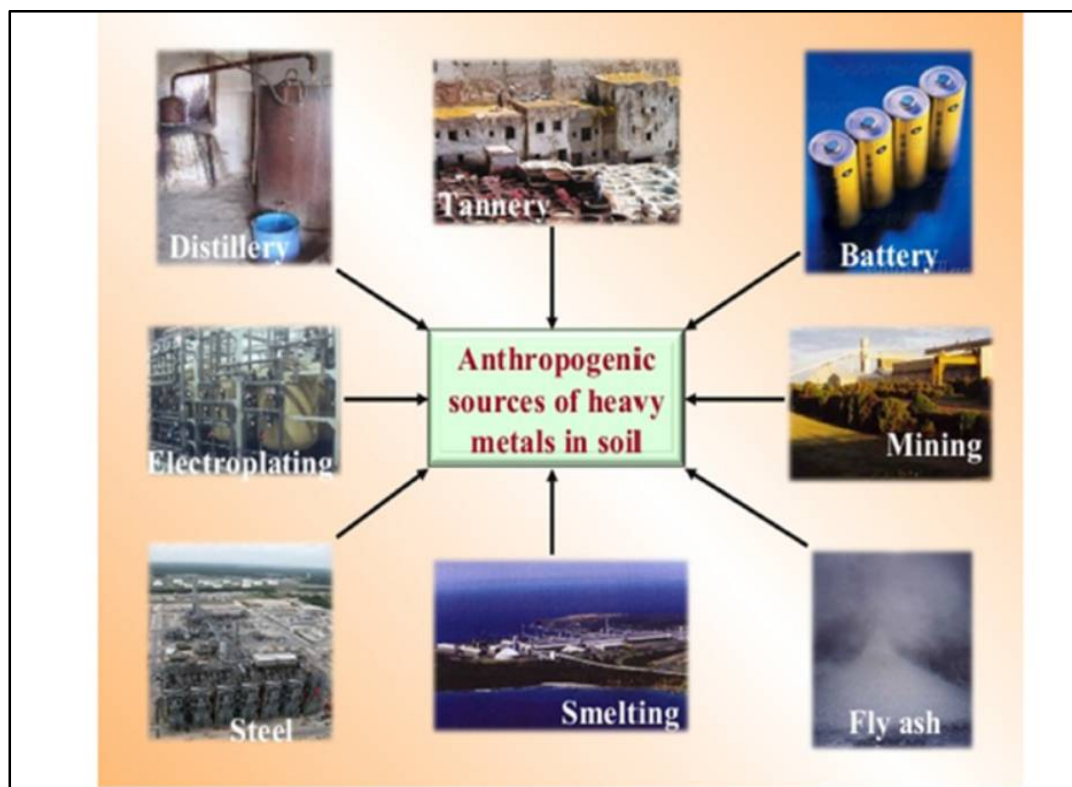 Distillery
Tannery
Battery
Electroplating
Anthropogenic
sources of heavy
metals in soil
Mining
Steel
Smelting
Fly ash